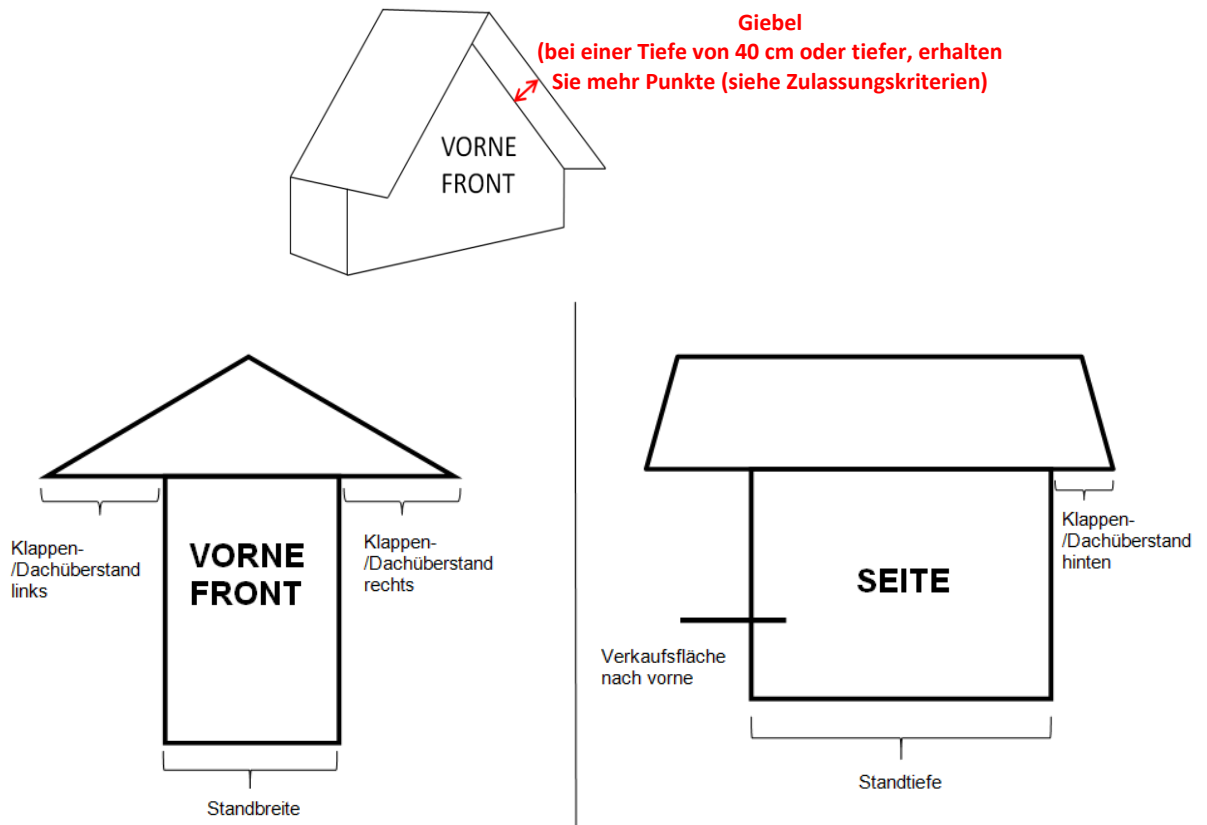 Giebel
(bei einer Tiefe von 40 cm oder tiefer, erhalten
Sie mehr Punkte (siehe Zulassungskriterien)
VORNE
FRONT
Klappen-
/Dachüberstand
links
VORNE
FRONT
Klappen-
/Dachüberstand
rechts
Standbreite
SEITE
Klappen-
/Dachüberstand
hinten
Verkaufsfläche
nach vorne
Standtiefe